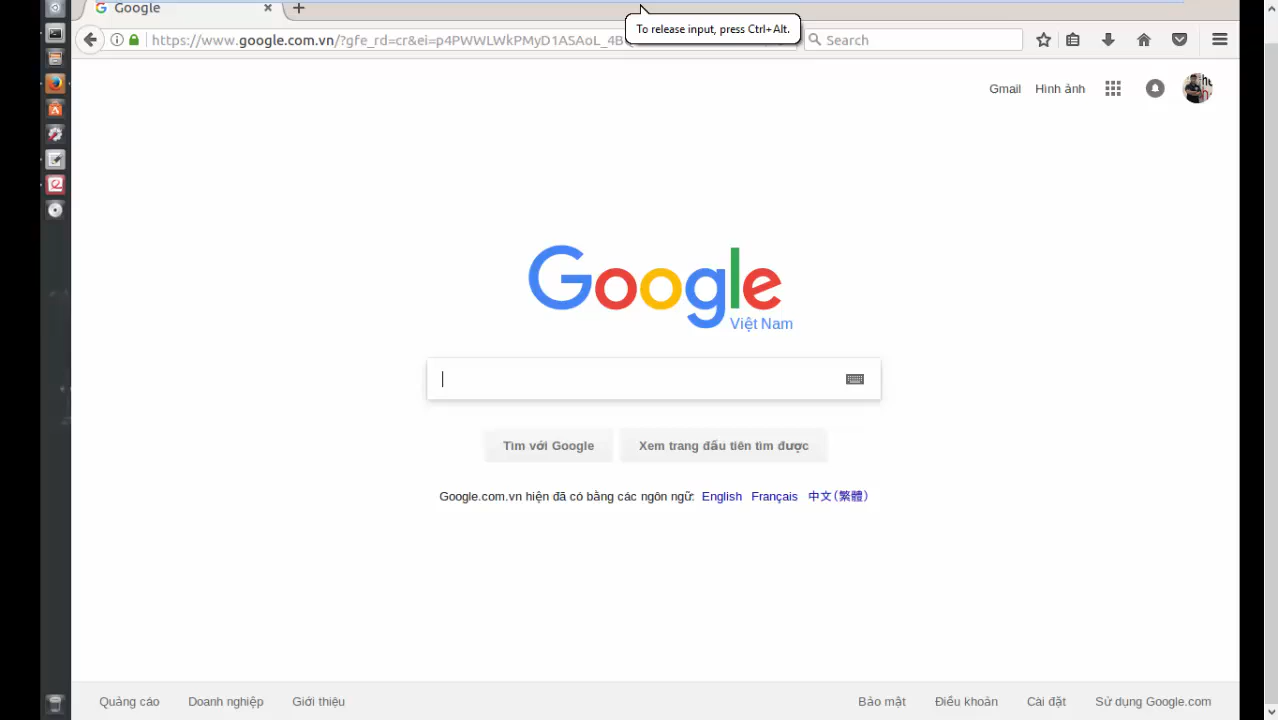 Google
To release input, press Ctrl+Alt.
https://www.google.com.vn/?gfe_rd=cr&ei=p4PWWLWkPMyD1ASAoL_4B
Search
Gmail Hình ảnh
Google
Việt Nam
Tìm với Google Xem trang đầu tiên tìm được
Google.com.vn hiện đã có bằng các ngôn ngữ: English Français 中文(繁體)
Quảng cáo Doanh nghiệp Giới thiệu Bảo mật Điều khoản Cài đặt Sử dụng Google.com